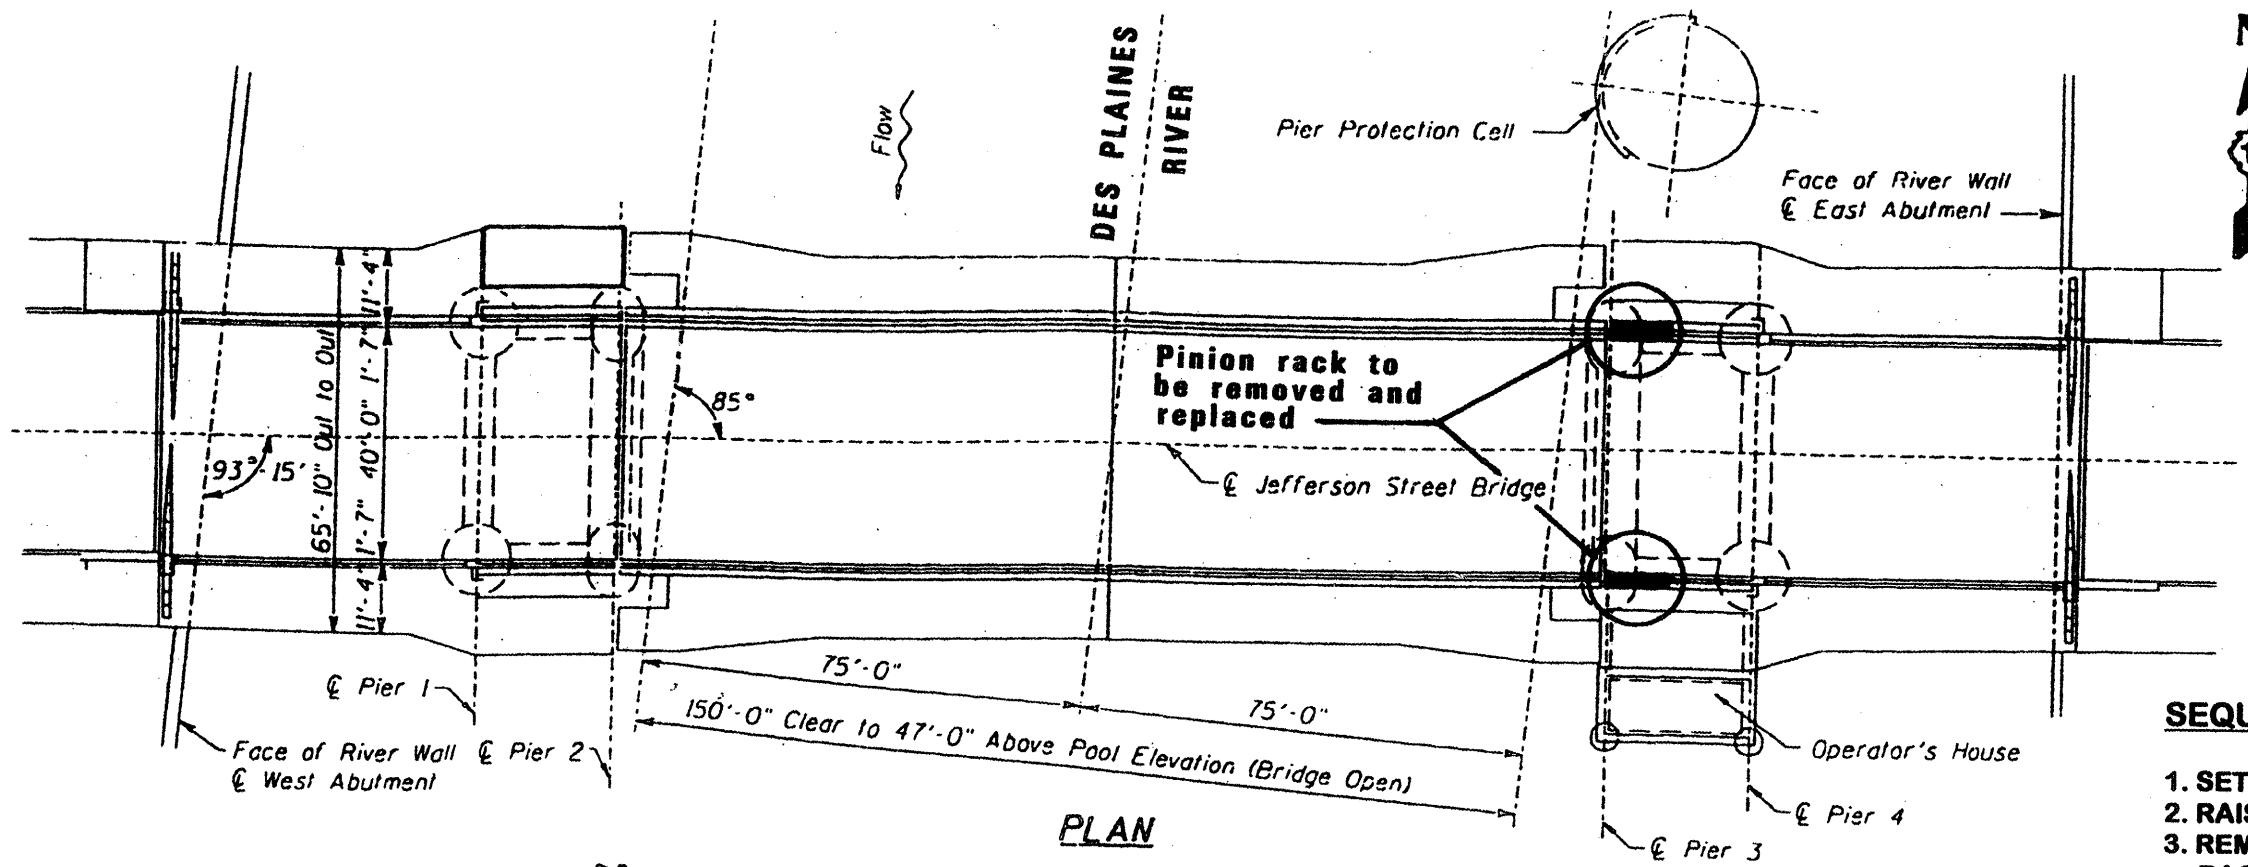 DES PLAINES
RIVER
Flow
Pier Protection Cell
Face of River Wall
℄ East Abutment
11'-4"
1'-7"
40'-0"
1'-7"
11'-4"
65'-10" Out to Out
93°-15'
85°
Pinion rack to
be removed and
replaced
℄ Jefferson Street Bridge
75'-0"
75'-0"
150'-0" Clear to 47'-0" Above Pool Elevation (Bridge Open)
℄ Pier 1
Face of River Wall
℄ West Abutment
℄ Pier 2
Operator's House
℄ Pier 4
℄ Pier 3
PLAN
SEQU
1. SET
2. RAIS
3. REM